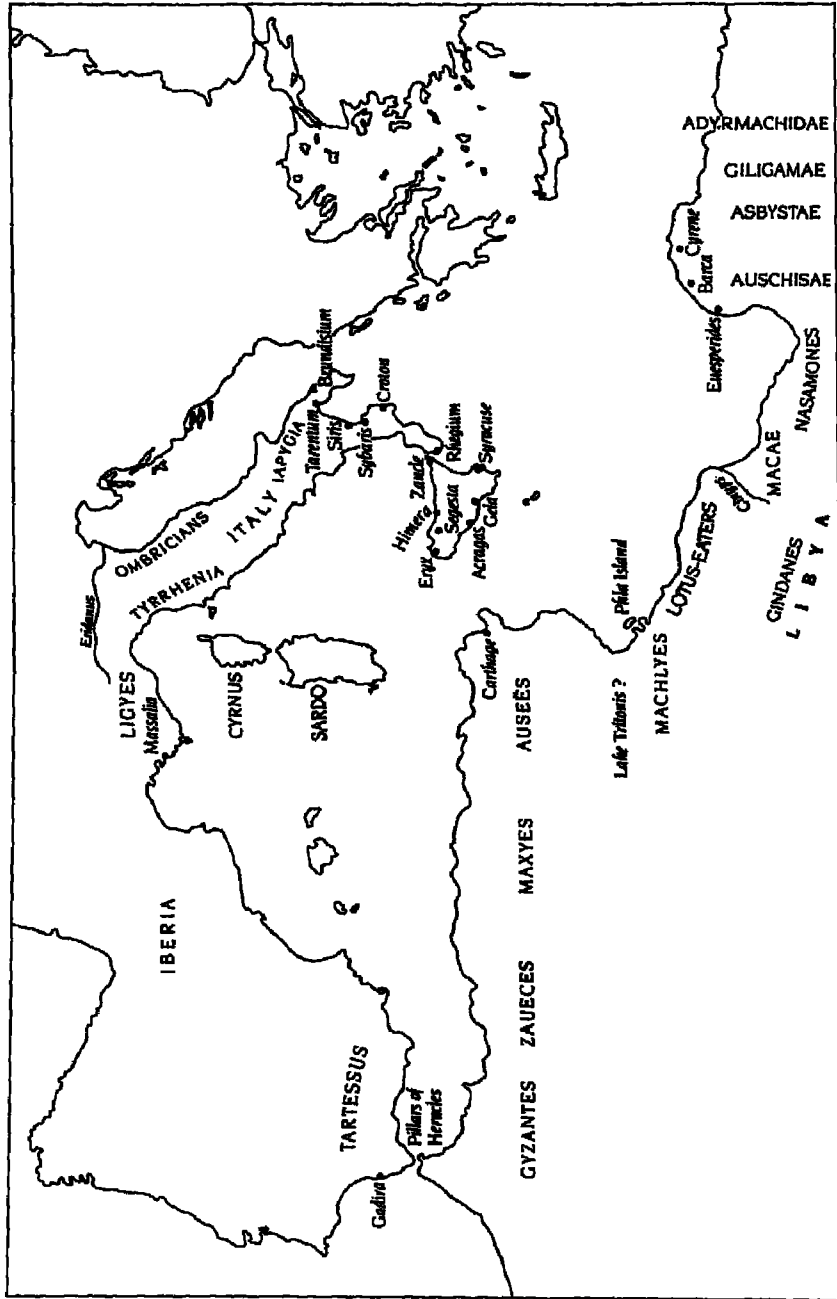 IBERIA
TARTESSUS
Gadira
Pillars of
Heracles
LIGYES
Massalia
Eridanus
OMBRICIANS
TYRRHENIA
ITALY
IAPYGIA
CYRNUS
SARDO
Brundisium
Tarentum
Siris
Sybaris
Croton
Rhegium
Zancle
Himera
Segesta
Eryx
Acragas
Gela
Syracuse
Carthage
GYZANTES
ZAUECES
MAXYES
AUSEËS
Lake Tritonis ?
Phla Island
MACHLYES
LOTUS-EATERS
GINDANES
LIBYA
MACAE
NASAMONES
Euesperides
Barca
Cyrene
AUSCHISAE
ASBYSTAE
GILIGAMAE
ADYRMACHIDAE